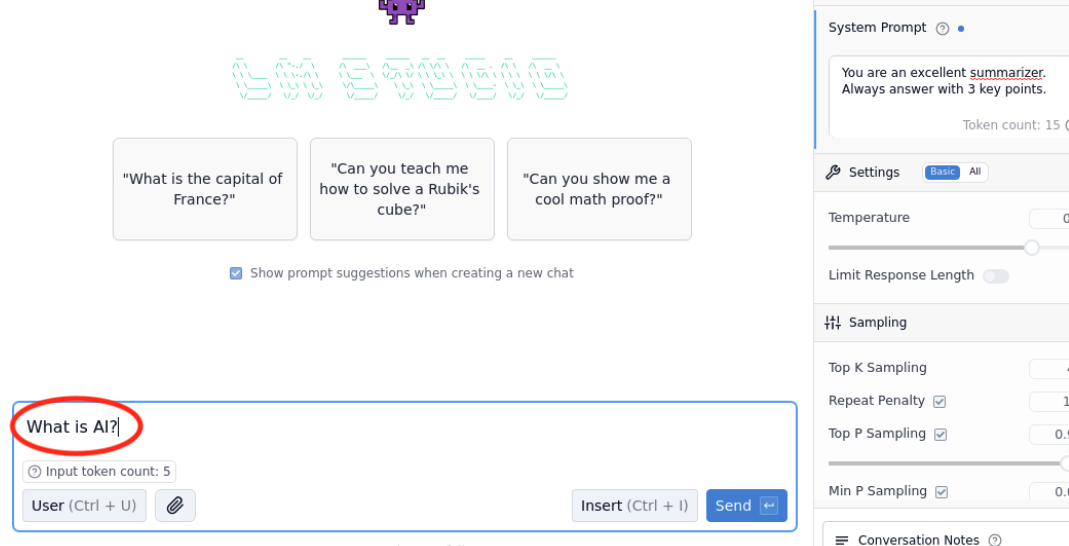 LM STUDIO
"What is the capital of
France?"
"Can you teach me
how to solve a Rubik's
cube?"
"Can you show me a
cool math proof?"
Show prompt suggestions when creating a new chat
What is AI?
Input token count: 5
User (Ctrl + U)
Insert (Ctrl + I)
Send
System Prompt
You are an excellent summarizer.
Always answer with 3 key points.
Token count: 15
Settings
Basic
All
Temperature
0
Limit Response Length
Sampling
Top K Sampling
Repeat Penalty
1
Top P Sampling
0.9
Min P Sampling
0.0
Conversation Notes